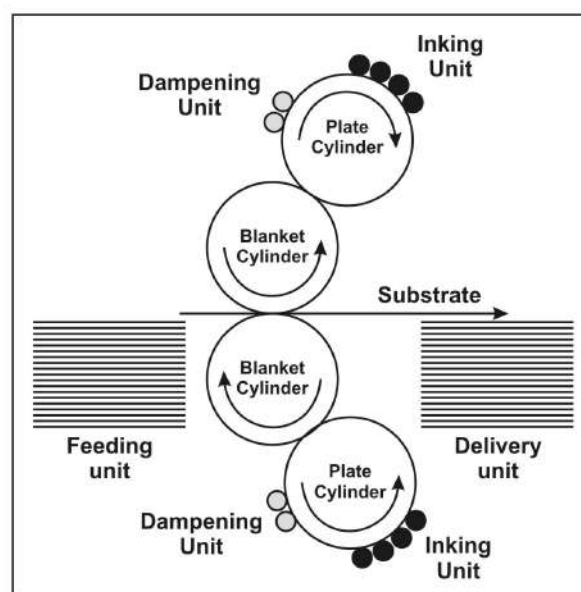 Inking
Unit
Dampening
Unit
Plate
Cylinder
Blanket
Cylinder
Substrate
Blanket
Cylinder
Feeding
unit
Delivery
unit
Plate
Cylinder
Dampening
Unit
Inking
Unit